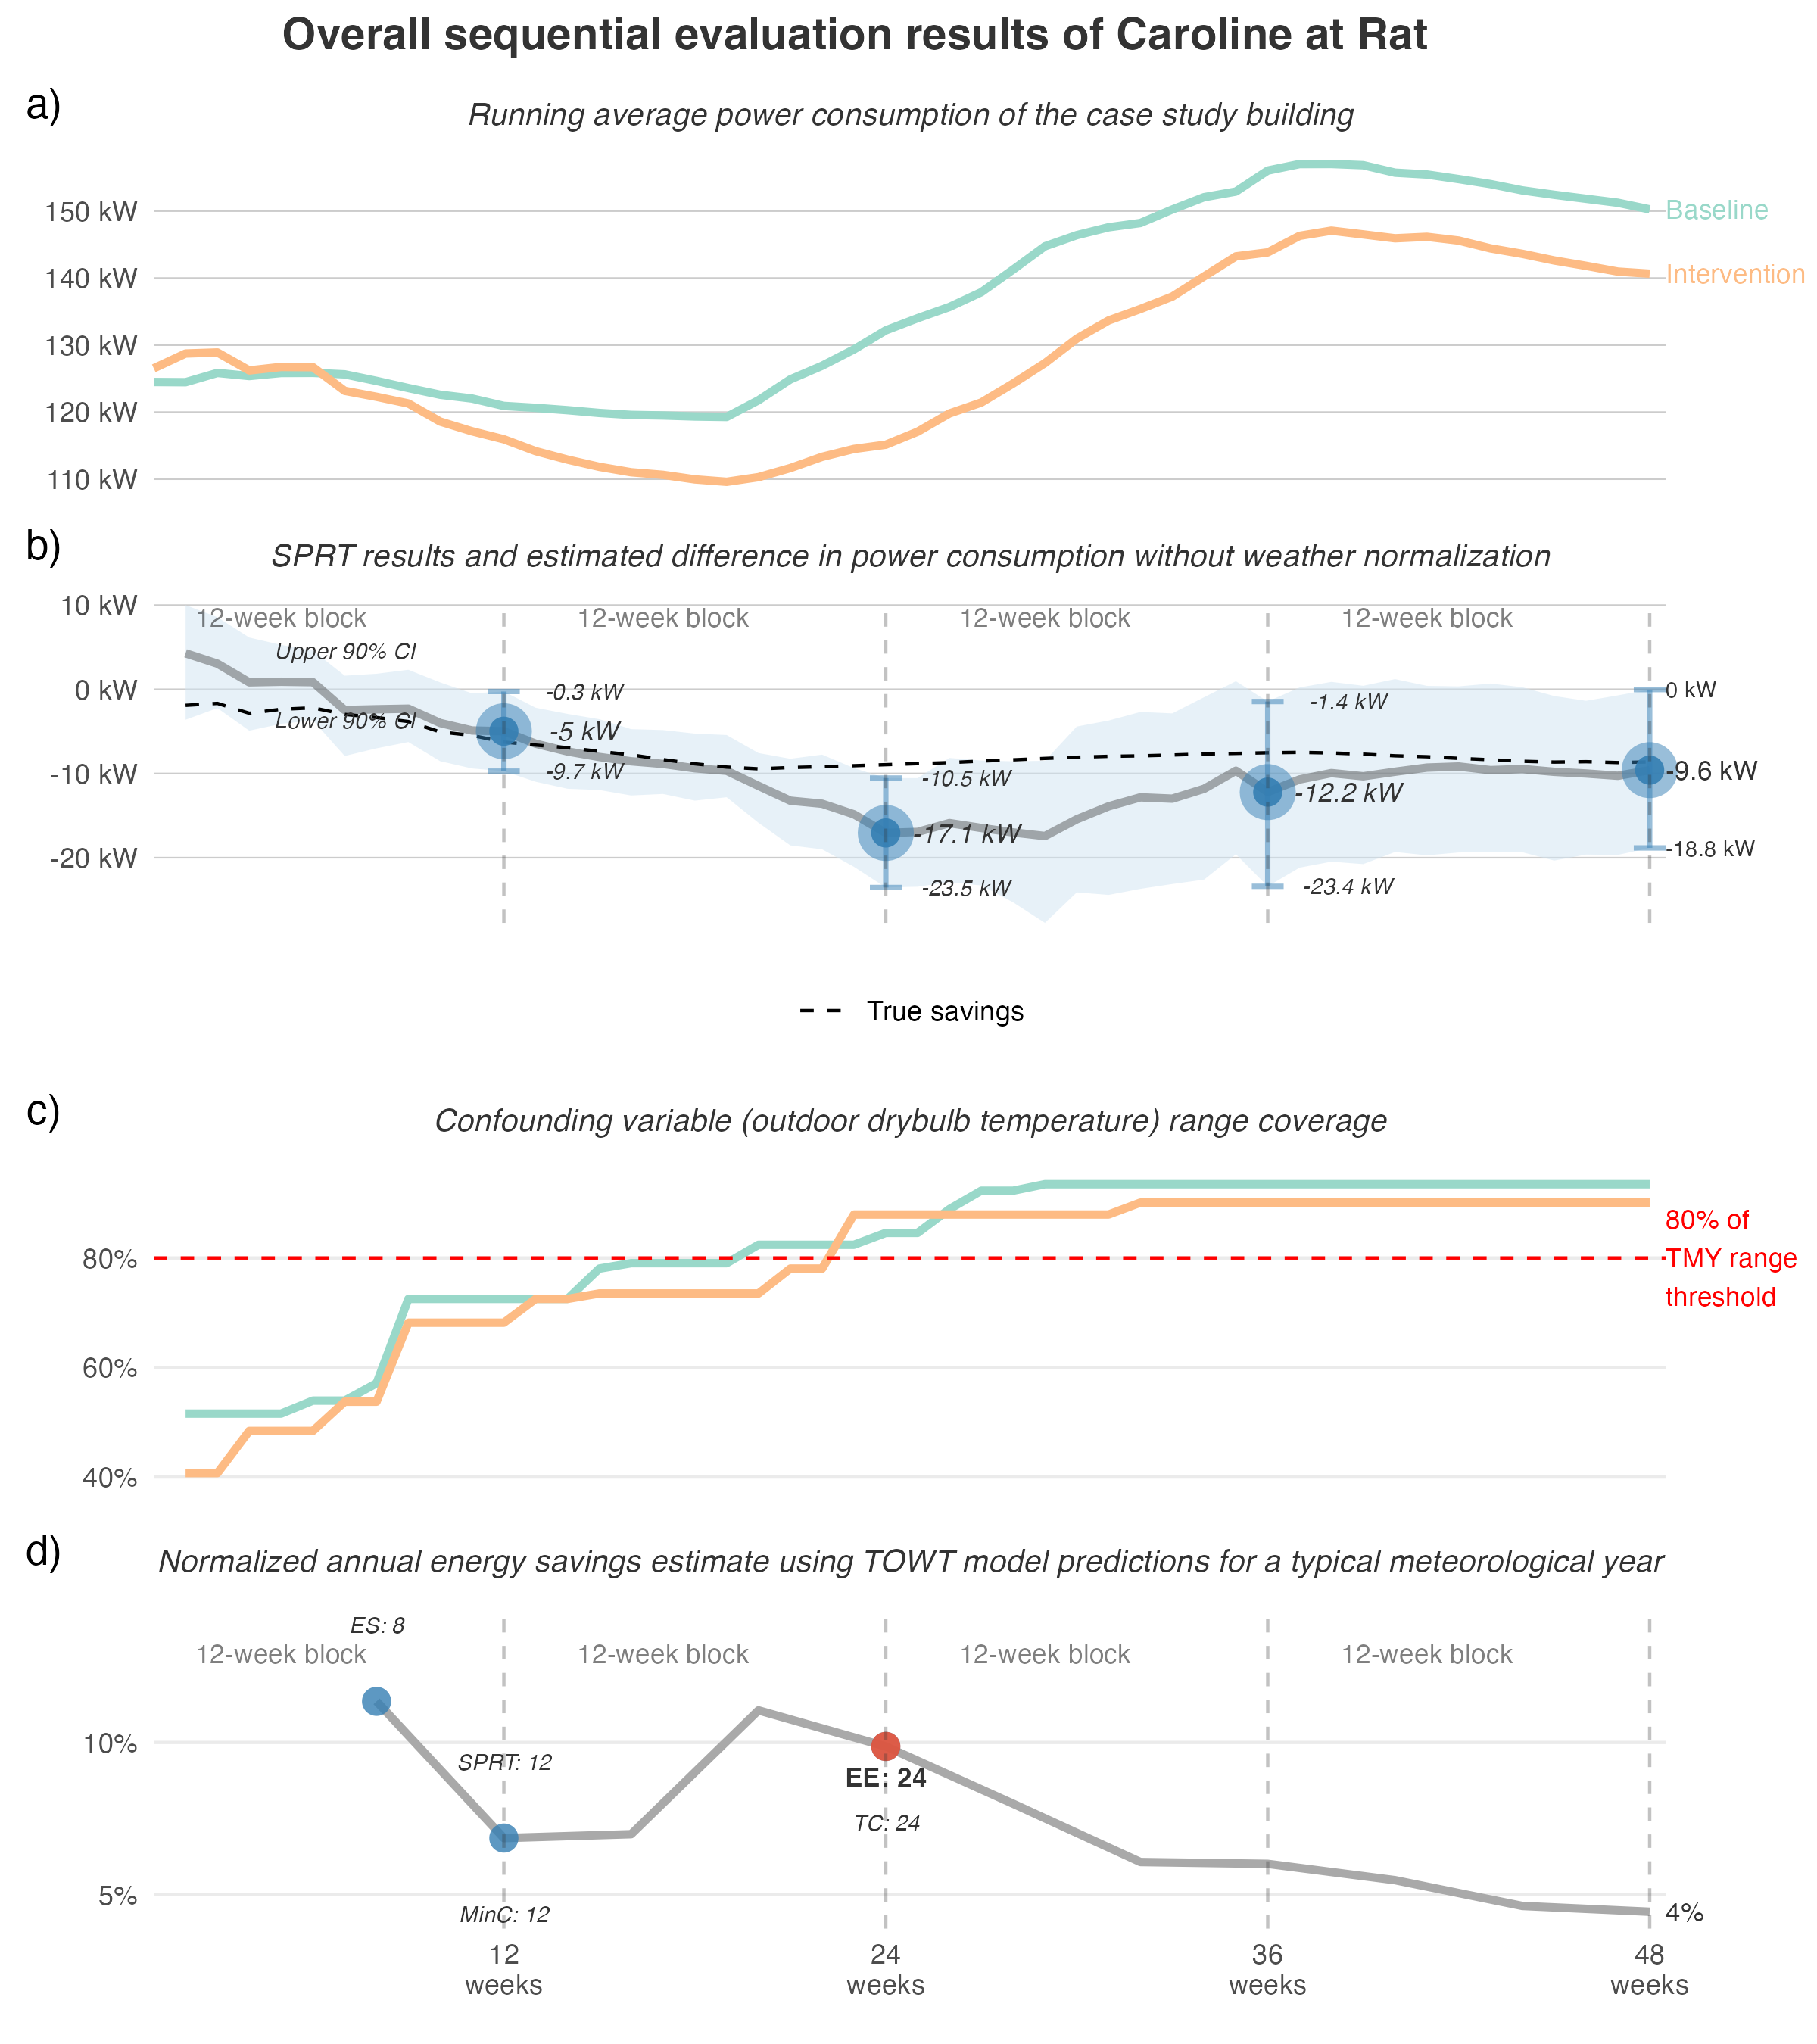 Overall sequential evaluation results of Caroline at Rat
a)
Running average power consumption of the case study building
150 kW
140 kW
130 kW
120 kW
110 kW
Baseline
Intervention
b)
SPRT results and estimated difference in power consumption without weather normalization
10 kW
0 kW
-10 kW
-20 kW
12-week block
12-week block
12-week block
12-week block
Upper 90% CI
Lower 90% CI
-0.3 kW
-5 kW
-9.7 kW
-10.5 kW
-17.1 kW
-23.5 kW
-1.4 kW
-12.2 kW
-23.4 kW
0 kW
-9.6 kW
-18.8 kW
True savings
c)
Confounding variable (outdoor drybulb temperature) range coverage
80%
60%
40%
80% of
TMY range
threshold
d)
Normalized annual energy savings estimate using TOWT model predictions for a typical meteorological year
ES: 8
12-week block
12-week block
12-week block
12-week block
10%
5%
SPRT: 12
EE: 24
TC: 24
MinC: 12
4%
12
weeks
24
weeks
36
weeks
48
weeks